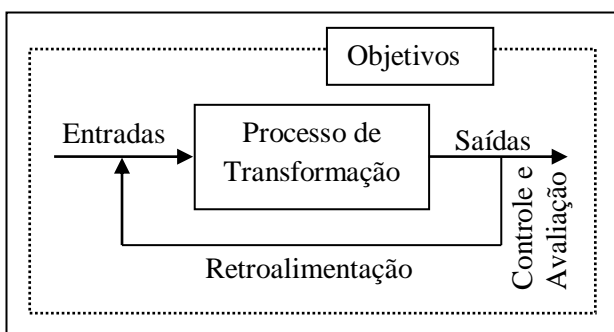 Objetivos
Entradas
Processo de
Transformação
Saídas
Controle e
Avaliação
Retroalimentação